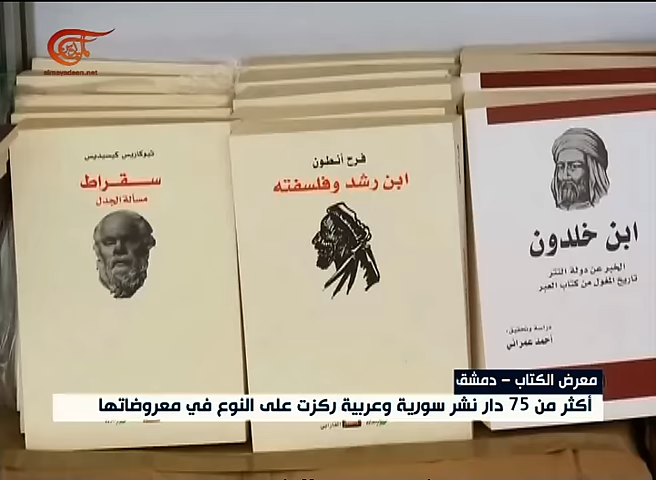 almayadeen.net
ثيوكاريس كيسيديس
سقراط
مسألة الجدل
فرح أنطون
ابن رشد وفلسفته
الفارابي
ابن خلدون
الخبر عن دولة التتر
تاريخ المغول من كتاب العبر
دراسة وتحقيق:
أحمد عمراني
معرض الكتاب - دمشق
أكثر من 75 دار نشر سورية وعربية ركزت على النوع في معروضاتها